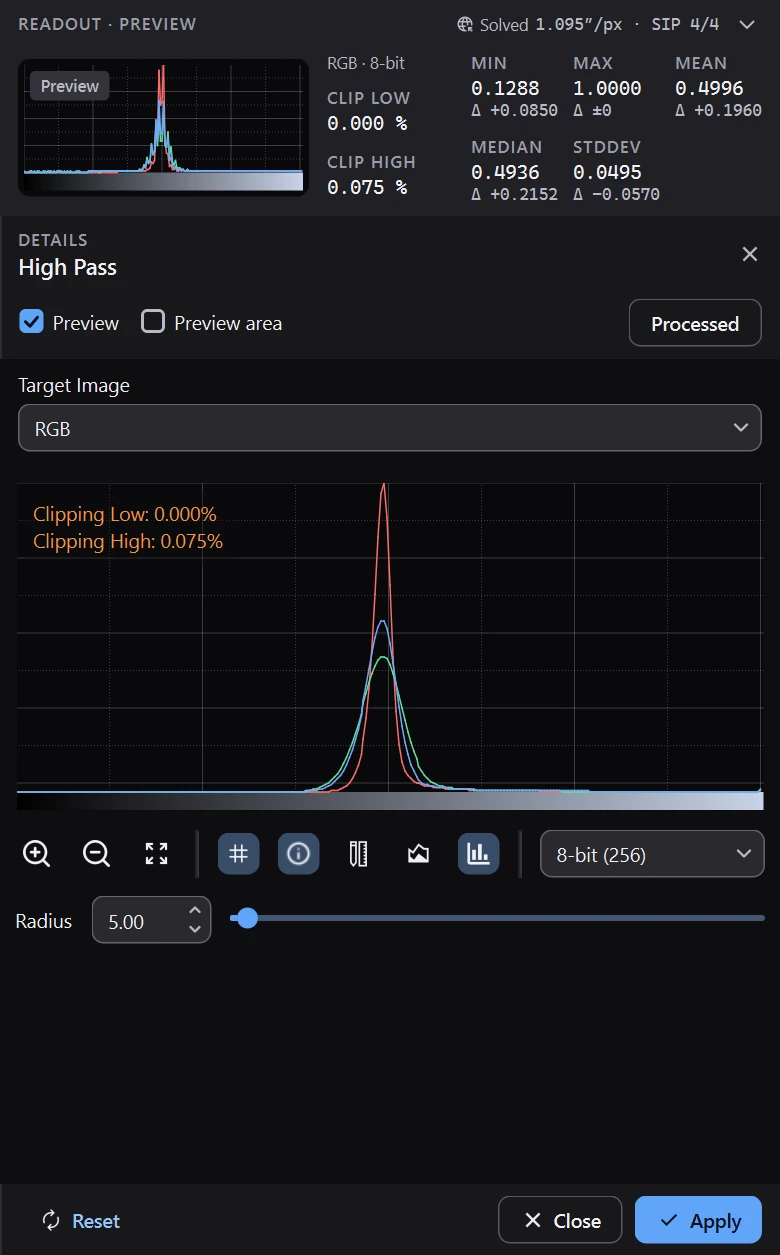 READOUT · PREVIEW
Solved 1.095″/px · SIP 4/4
Preview
RGB · 8-bit
CLIP LOW
0.000 %
CLIP HIGH
0.075 %
MIN MAX MEAN
0.1288 1.0000 0.4996
Δ +0.0850 Δ ±0 Δ +0.1960
MEDIAN STDDEV
0.4936 0.0495
Δ +0.2152 Δ −0.0570
DETAILS
High Pass
Preview Preview area Processed
Target Image
RGB
Clipping Low: 0.000%
Clipping High: 0.075%
8-bit (256)
Radius 5.00
Reset Close Apply